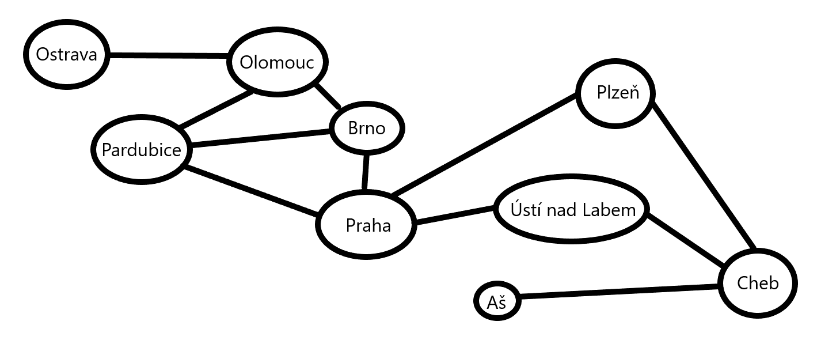 Ostrava
Olomouc
Plzeň
Brno
Pardubice
Praha
Ústí nad Labem
Cheb
Aš